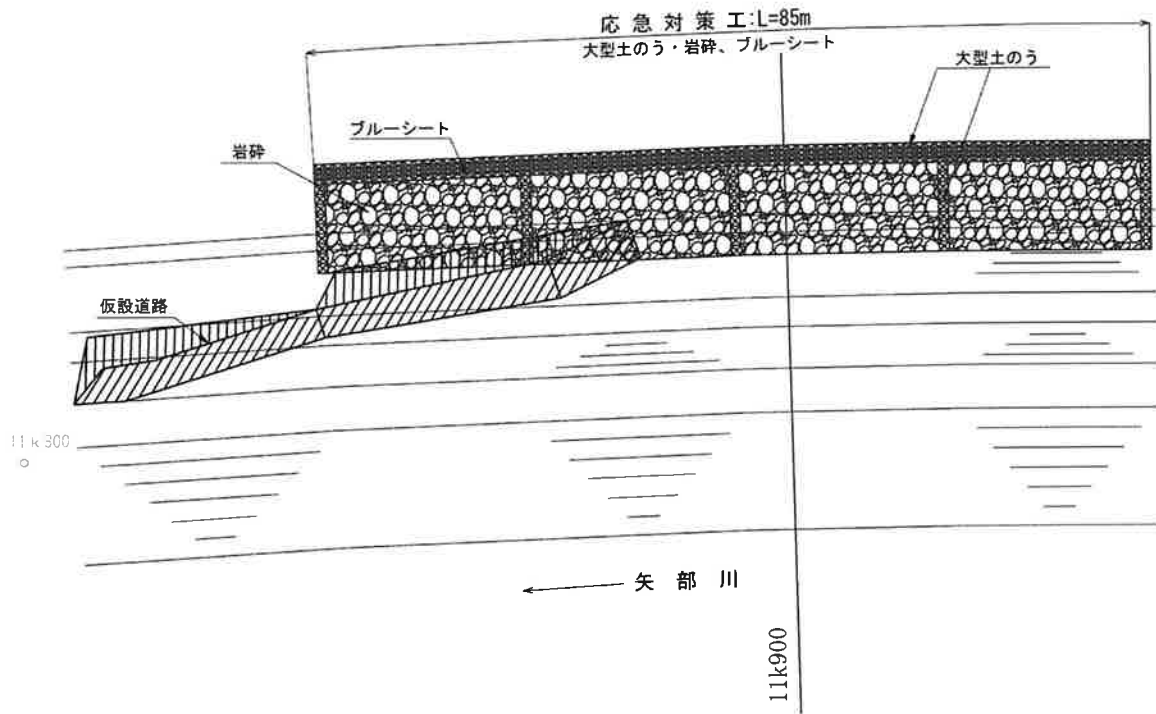 応急対策工:L=85m
大型土のう・岩砕、ブルーシート
大型土のう
ブルーシート
岩砕
仮設道路
11k800
矢部川
11k900